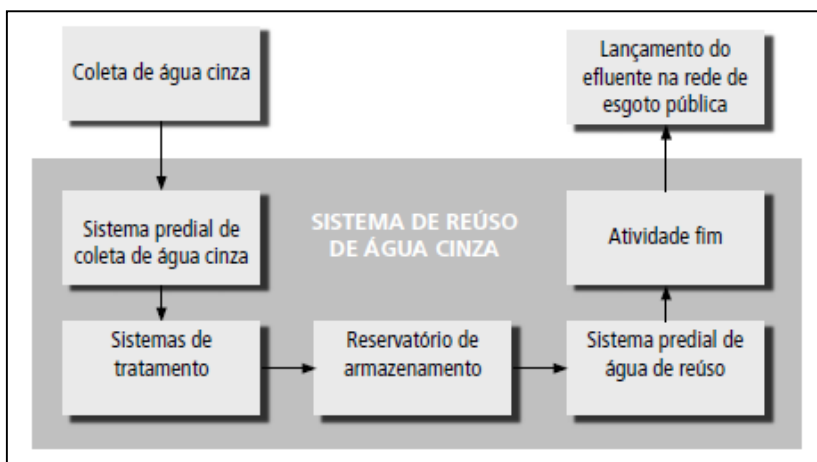 Coleta de água cinza
Lançamento do
efluente na rede de
esgoto pública
Sistema predial de
coleta de água cinza
SISTEMA DE REÚSO
DE ÁGUA CINZA
Atividade fim
Sistemas de
tratamento
Reservatório de
armazenamento
Sistema predial de
água de reúso